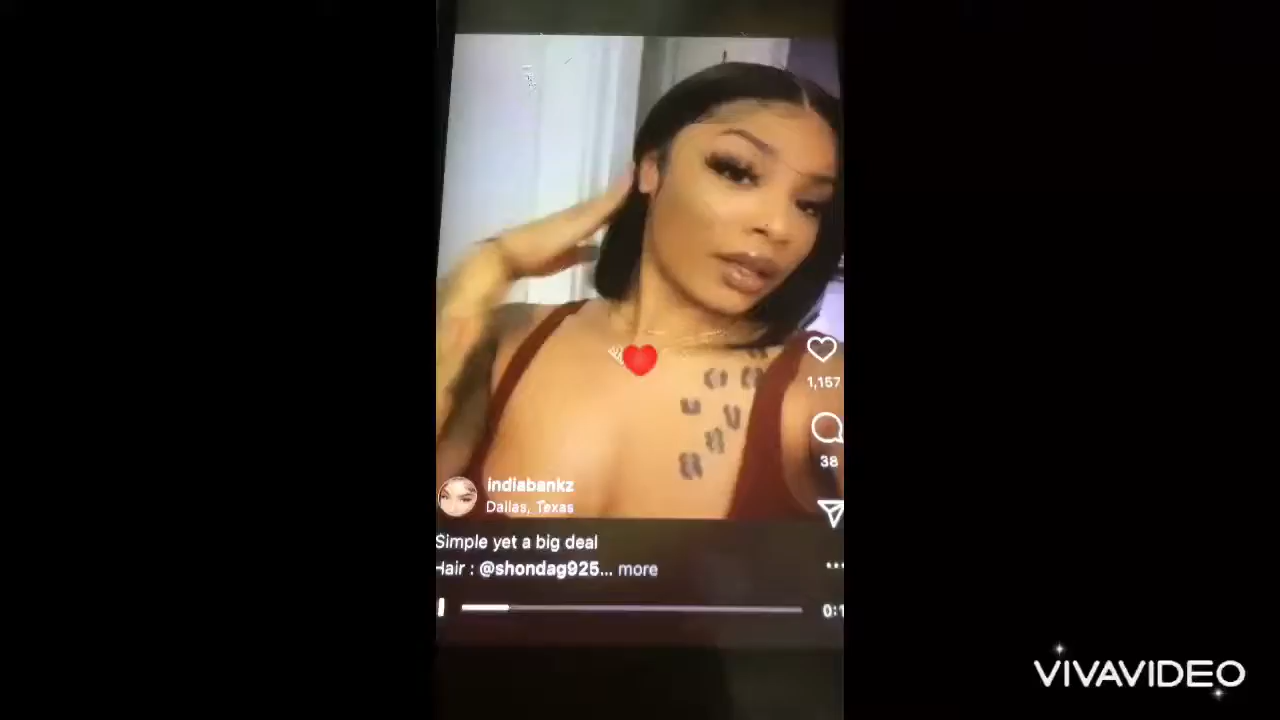 1,157
38
indiabankz
Dallas, Texas
Simple yet a big deal
Hair : @shondag925... more
VIVAVIDEO